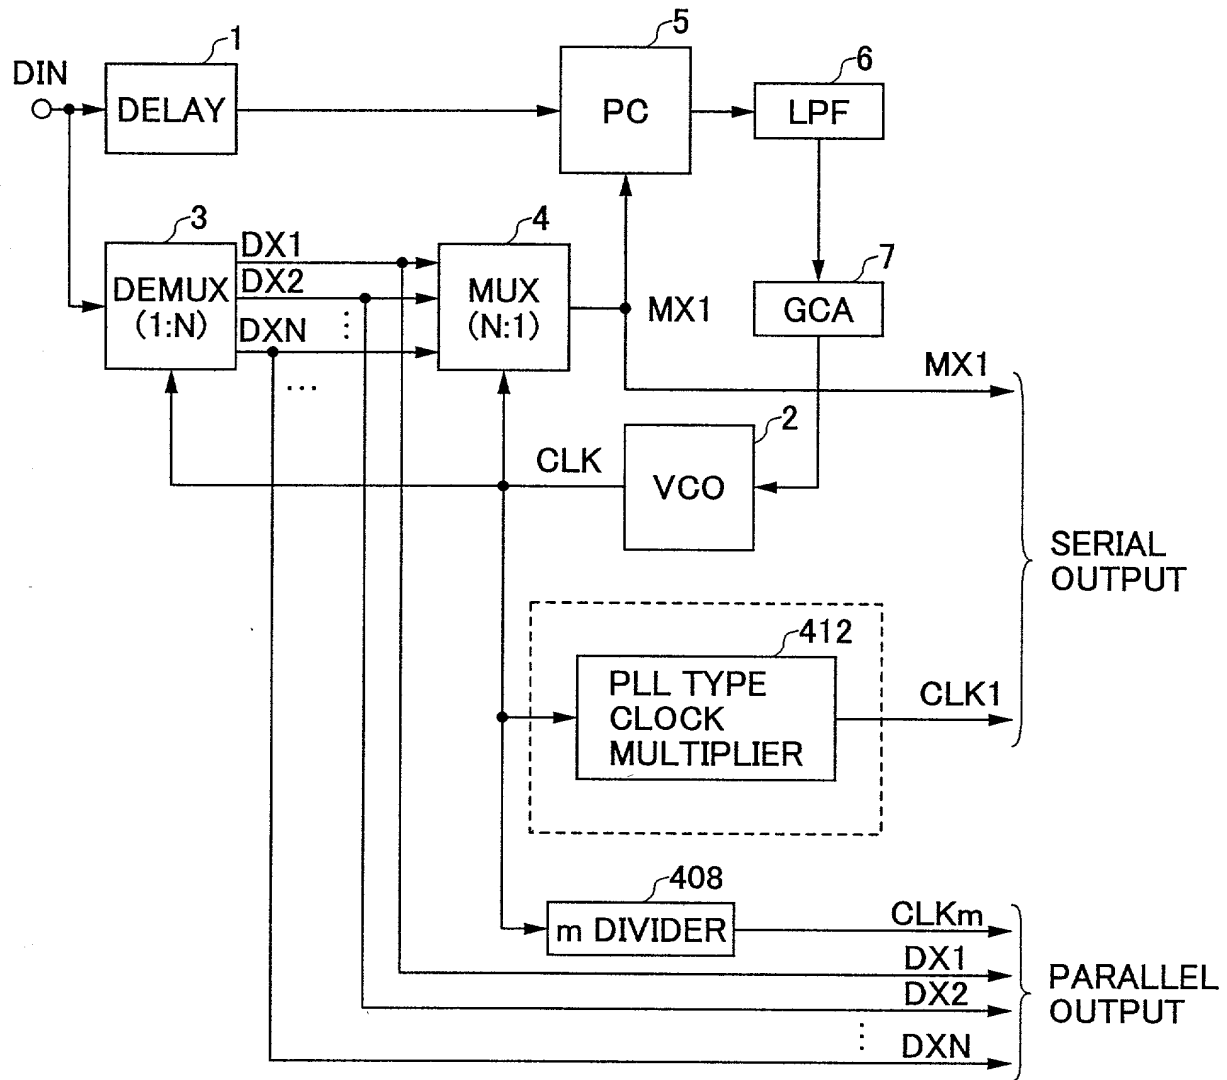 1
5
6
DIN
DELAY
PC
LPF
3
4
7
DX1
DX2
DXN
DEMUX
(1:N)
MUX
(N:1)
MX1
GCA
MX1
2
CLK
VCO
SERIAL
OUTPUT
412
PLL TYPE
CLOCK
MULTIPLIER
CLK1
408
m DIVIDER
CLKm
DX1
DX2
DXN
PARALLEL
OUTPUT